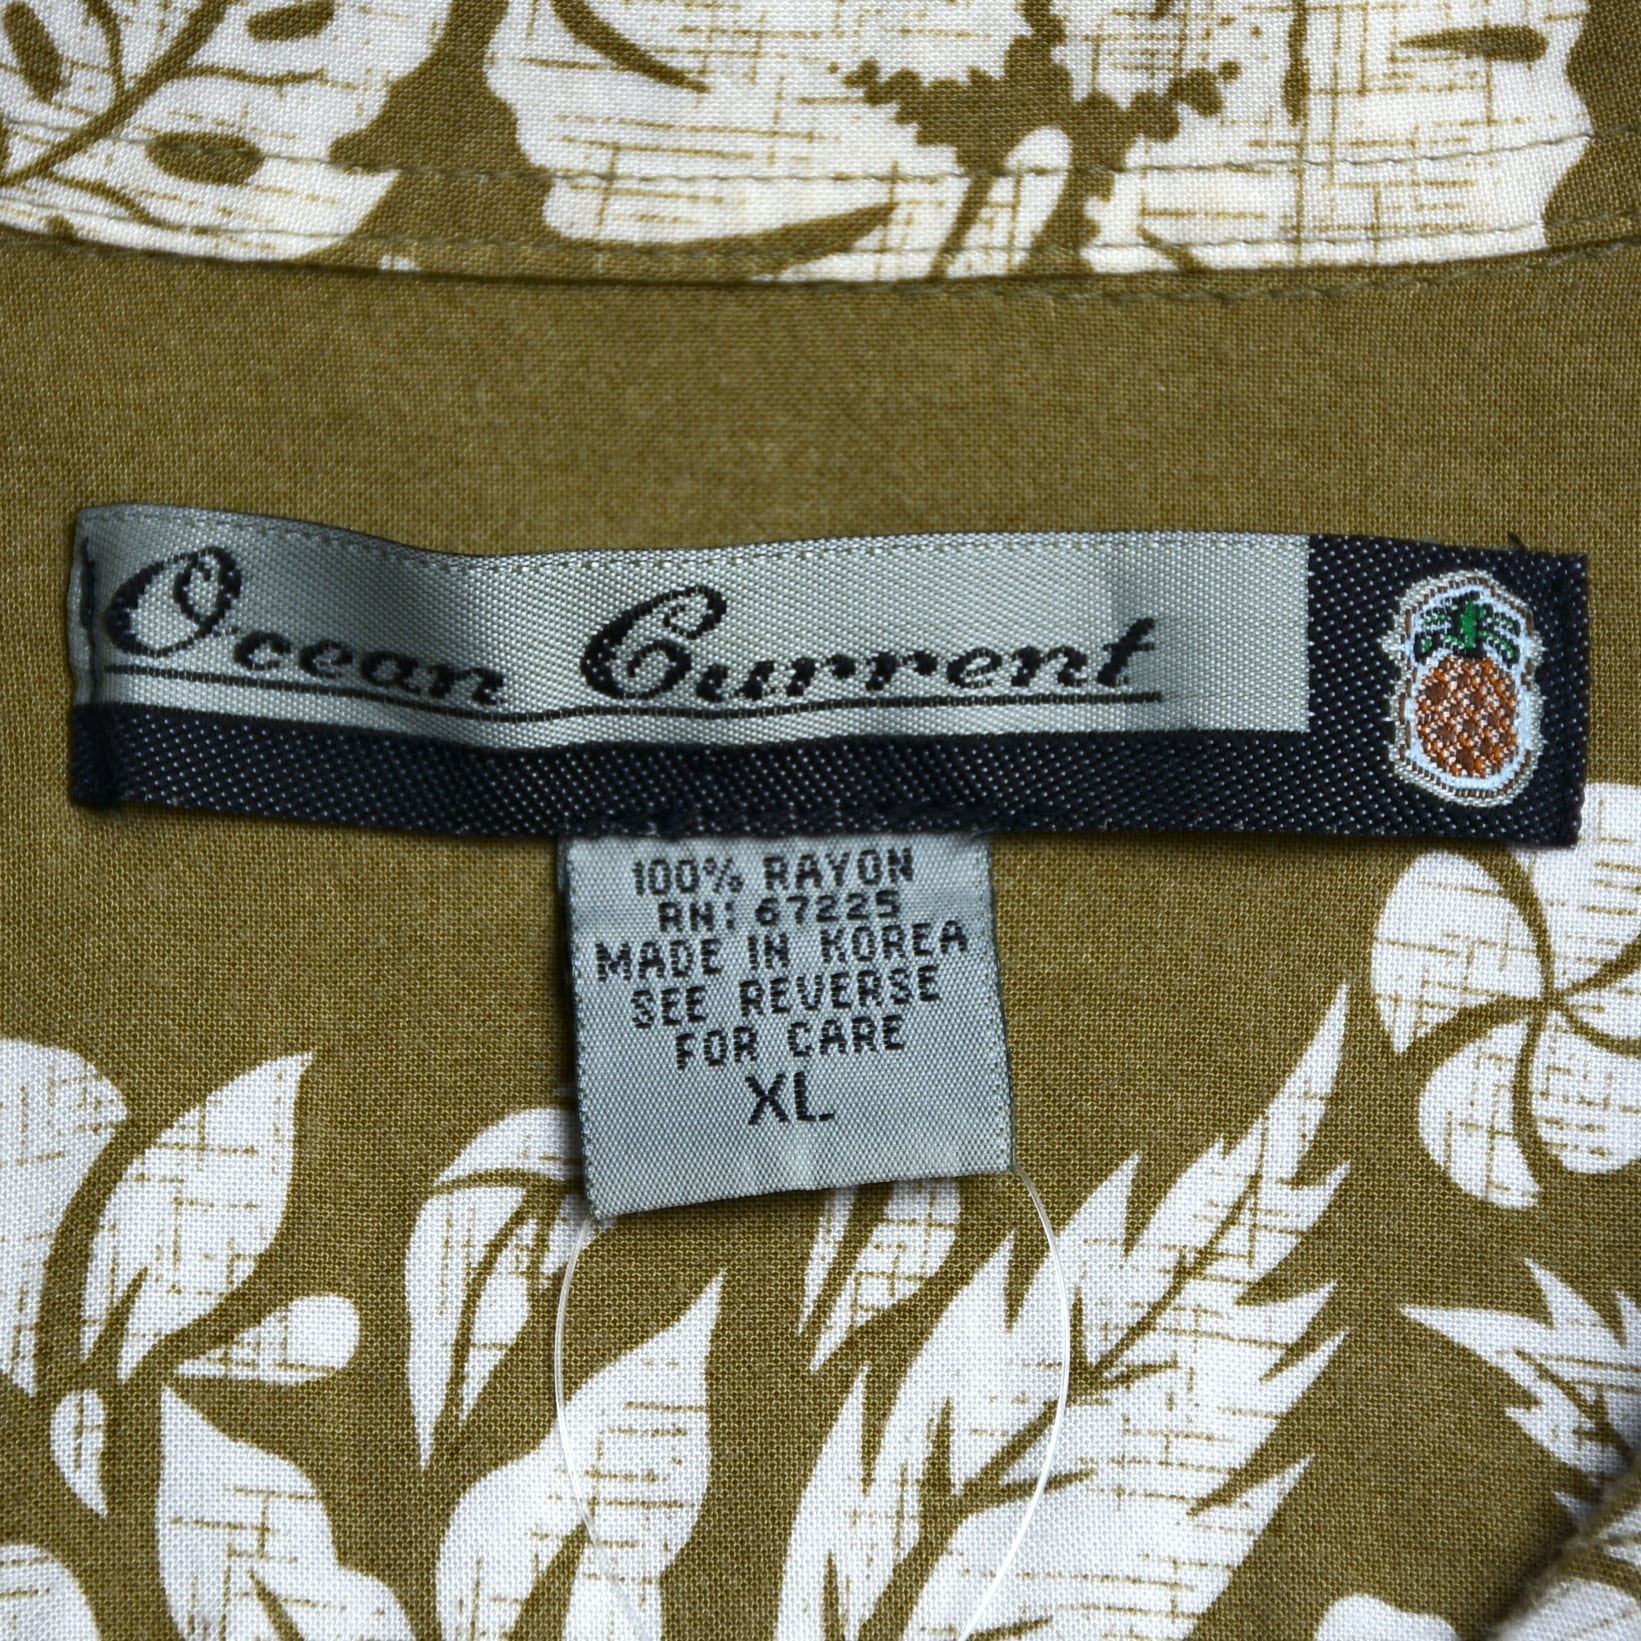 Ocean Current
100% RAYON
RN: 67225
MADE IN KOREA
SEE REVERSE
FOR CARE
XL